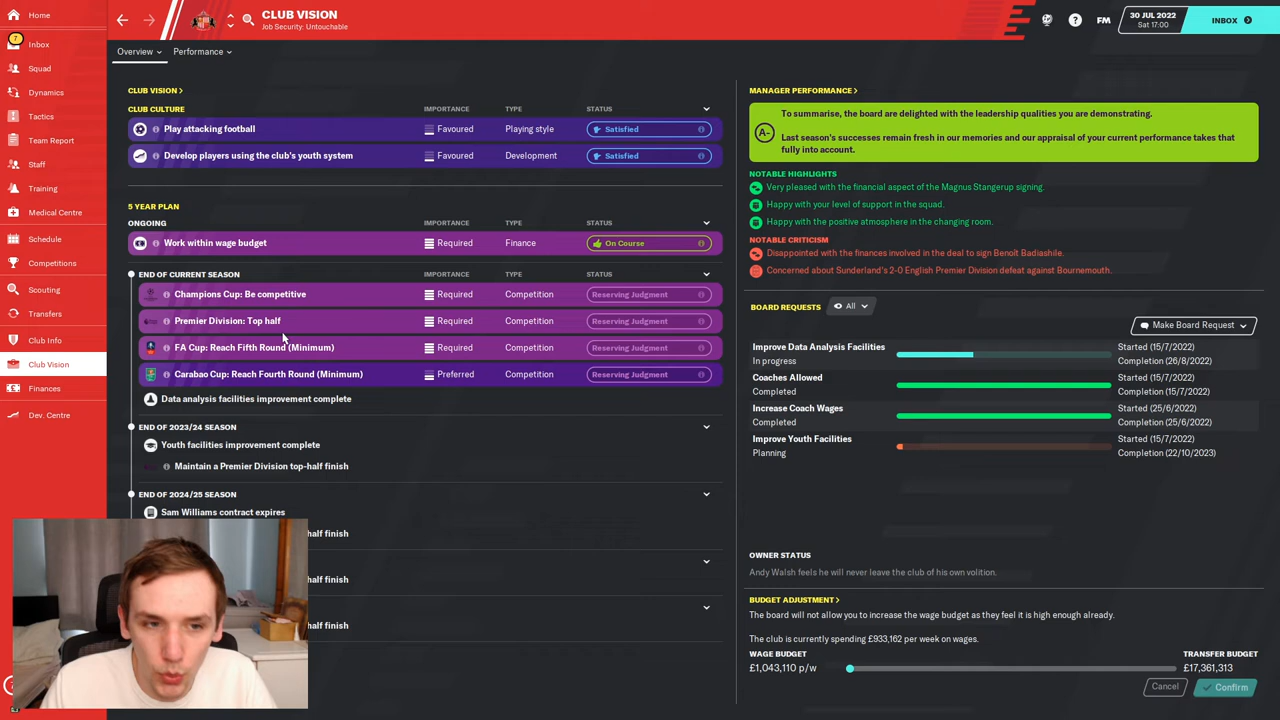 Home
CLUB VISION
Job Security: Untouchable
FM
30 JUL 2022
Sat 17:00
INBOX
7
Inbox
Squad
Dynamics
Tactics
Team Report
Staff
Training
Medical Centre
Schedule
Competitions
Scouting
Transfers
Club Info
Club Vision
Finances
Dev. Centre
Overview
Performance
CLUB VISION >
CLUB CULTURE IMPORTANCE TYPE STATUS
Play attacking football Favoured Playing style Satisfied
Develop players using the club's youth system Favoured Development Satisfied
5 YEAR PLAN
ONGOING IMPORTANCE TYPE STATUS
Work within wage budget Required Finance On Course
END OF CURRENT SEASON IMPORTANCE TYPE STATUS
Champions Cup: Be competitive Required Competition Reserving Judgment
Premier Division: Top half Required Competition Reserving Judgment
FA Cup: Reach Fifth Round (Minimum) Required Competition Reserving Judgment
Carabao Cup: Reach Fourth Round (Minimum) Preferred Competition Reserving Judgment
Data analysis facilities improvement complete
END OF 2023/24 SEASON
Youth facilities improvement complete
Maintain a Premier Division top-half finish
END OF 2024/25 SEASON
Sam Williams contract expires
half finish
half finish
half finish
MANAGER PERFORMANCE >
A-
To summarise, the board are delighted with the leadership qualities you are demonstrating.
Last season's successes remain fresh in our memories and our appraisal of your current performance takes that
fully into account.
NOTABLE HIGHLIGHTS
Very pleased with the financial aspect of the Magnus Stangerup signing.
Happy with your level of support in the squad.
Happy with the positive atmosphere in the changing room.
NOTABLE CRITICISM
Disappointed with the finances involved in the deal to sign Benoît Badiashile.
Concerned about Sunderland's 2-0 English Premier Division defeat against Bournemouth.
BOARD REQUESTS All
Make Board Request
Improve Data Analysis Facilities Started (15/7/2022)
In progress Completion (26/8/2022)
Coaches Allowed Started (15/7/2022)
Completed Completion (15/7/2022)
Increase Coach Wages Started (25/6/2022)
Completed Completion (25/6/2022)
Improve Youth Facilities Started (15/7/2022)
Planning Completion (22/10/2023)
OWNER STATUS
Andy Walsh feels he will never leave the club of his own volition.
BUDGET ADJUSTMENT >
The board will not allow you to increase the wage budget as they feel it is high enough already.
The club is currently spending £933,162 per week on wages.
WAGE BUDGET TRANSFER BUDGET
£1,043,110 p/w £17,361,313
Cancel Confirm